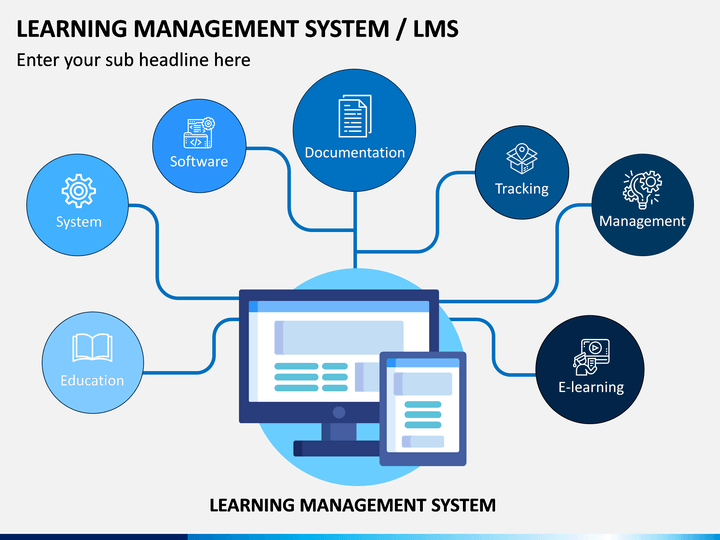 LEARNING MANAGEMENT SYSTEM / LMS
Enter your sub headline here
Documentation
Software
Tracking
System
Management
Education
E-learning
LEARNING MANAGEMENT SYSTEM